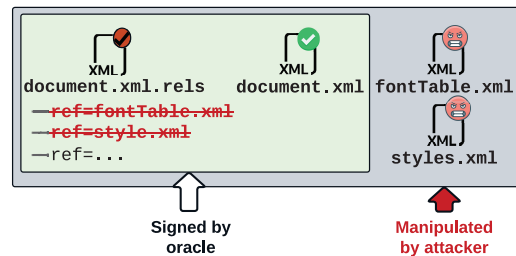 XML XML XML
document.xml.rels document.xml fontTable.xml
ref=fontTable.xml
ref=style.xml
ref=...
XML
styles.xml
Signed by
oracle
Manipulated
by attacker